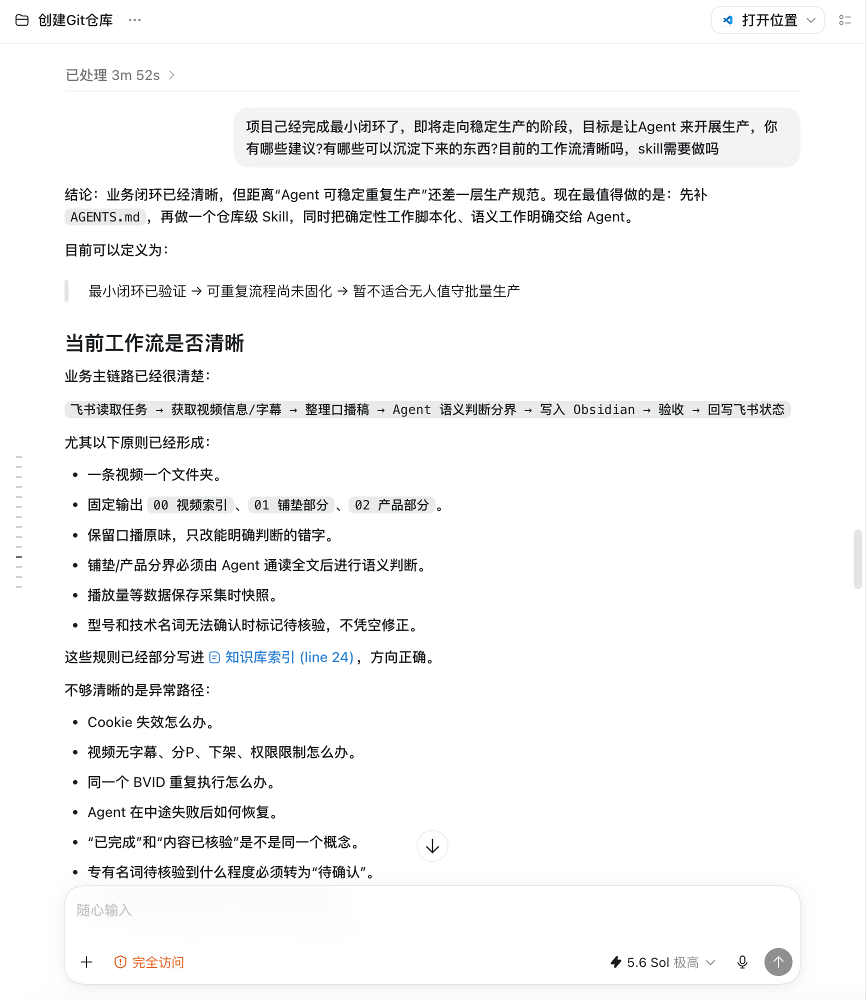 创建Git仓库 ···
打开位置
已处理 3m 52s
项目己经完成最小闭环了，即将走向稳定生产的阶段，目标是让Agent 来开展生产，你
有哪些建议?有哪些可以沉淀下来的东西?目前的工作流清晰吗，skill需要做吗
结论：业务闭环已经清晰，但距离“Agent 可稳定重复生产”还差一层生产规范。现在最值得做的是：先补
AGENTS.md，再做一个仓库级 Skill，同时把确定性工作脚本化、语义工作明确交给 Agent。
目前可以定义为：
最小闭环已验证 → 可重复流程尚未固化 → 暂不适合无人值守批量生产
当前工作流是否清晰
业务主链路已经很清楚：
飞书读取任务 → 获取视频信息/字幕 → 整理口播稿 → Agent 语义判断分界 → 写入 Obsidian → 验收 → 回写飞书状态
尤其以下原则已经形成：
• 一条视频一个文件夹。
• 固定输出 00 视频索引、01 铺垫部分、02 产品部分。
• 保留口播原味，只改能明确判断的错字。
• 铺垫/产品分界必须由 Agent 通读全文后进行语义判断。
• 播放量等数据保存采集时快照。
• 型号和技术名词无法确认时标记待核验，不凭空修正。
这些规则已经部分写进 知识库索引 (line 24)，方向正确。
不够清晰的是异常路径：
• Cookie 失效怎么办。
• 视频无字幕、分P、下架、权限限制怎么办。
• 同一个 BVID 重复执行怎么办。
• Agent 在中途失败后如何恢复。
• “已完成”和“内容已核验”是不是同一个概念。
• 专有名词待核验到什么程度必须转为“待确认”。
随心输入
完全访问
5.6 Sol 极高